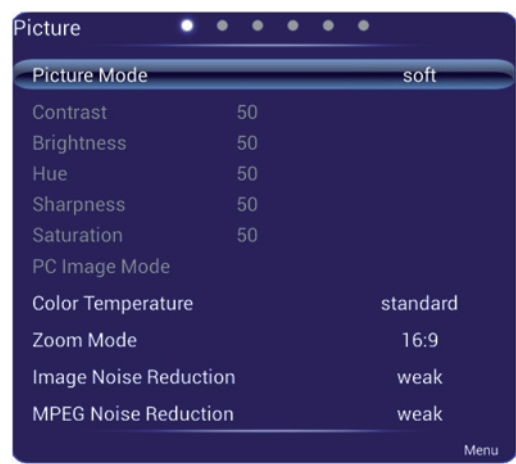 Picture
Picture Mode soft
Contrast 50
Brightness 50
Hue 50
Sharpness 50
Saturation 50
PC Image Mode
Color Temperature standard
Zoom Mode 16:9
Image Noise Reduction weak
MPEG Noise Reduction weak
Menu